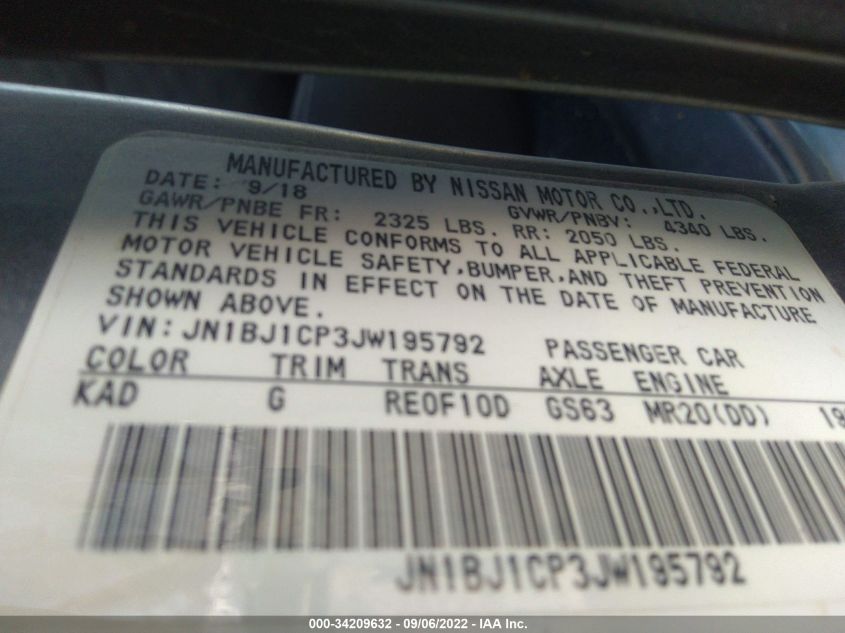 MANUFACTURED BY NISSAN MOTOR CO.,LTD.
DATE: 9/18 GVWR/PNBV: 4340 LBS.
GAWR/PNBE FR: 2325 LBS. RR: 2050 LBS.
THIS VEHICLE CONFORMS TO ALL APPLICABLE FEDERAL
MOTOR VEHICLE SAFETY,BUMPER,AND THEFT PREVENTION
STANDARDS IN EFFECT ON THE DATE OF MANUFACTURE
SHOWN ABOVE.
VIN: JN1BJ1CP3JW195792 PASSENGER CAR
COLOR TRIM TRANS AXLE ENGINE
KAD G RE0F10D GS63 MR20(DD)
JN1BJ1CP3JW195792
000-34209632 - 09/06/2022 - IAA Inc.